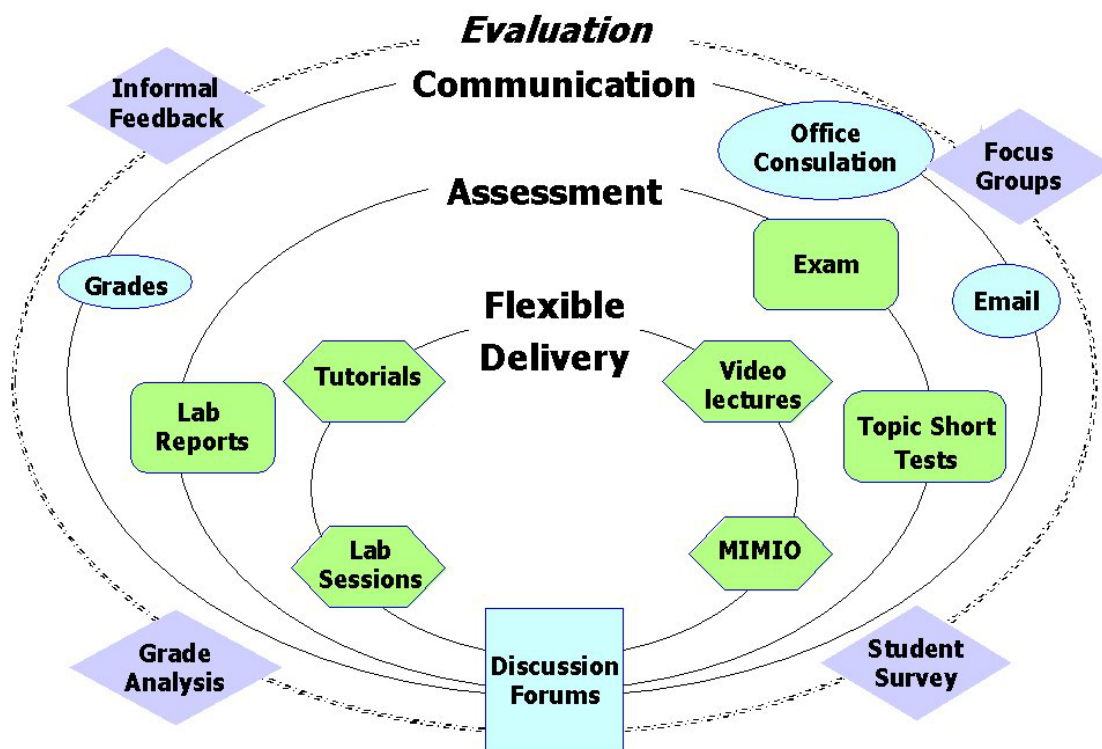 Evaluation
Communication
Informal
Feedback
Office
Consulation
Focus
Groups
Assessment
Exam
Grades
Email
Flexible
Delivery
Tutorials
Video
lectures
Lab
Reports
Topic Short
Tests
Lab
Sessions
MIMIO
Discussion
Forums
Grade
Analysis
Student
Survey